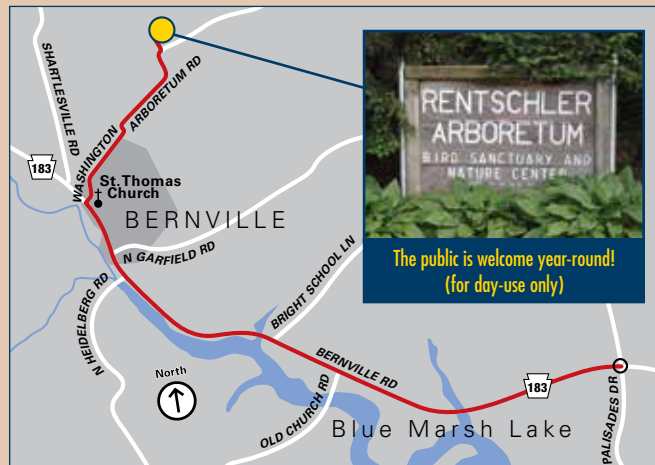 SHARTLESVILLE RD
183
WASHINGTON
ARBORETUM RD
St. Thomas
Church
BERNVILLE
N GARFIELD RD
N HEIDELBERG RD
BRIGHT SCHOOL LN
North
BERNVILLE RD
183
OLD CHURCH RD
Blue Marsh Lake
PALISADES DR
RENTSCHLER
ARBORETUM
BIRD SANCTUARY AND
NATURE CENTER
The public is welcome year-round!
(for day-use only)